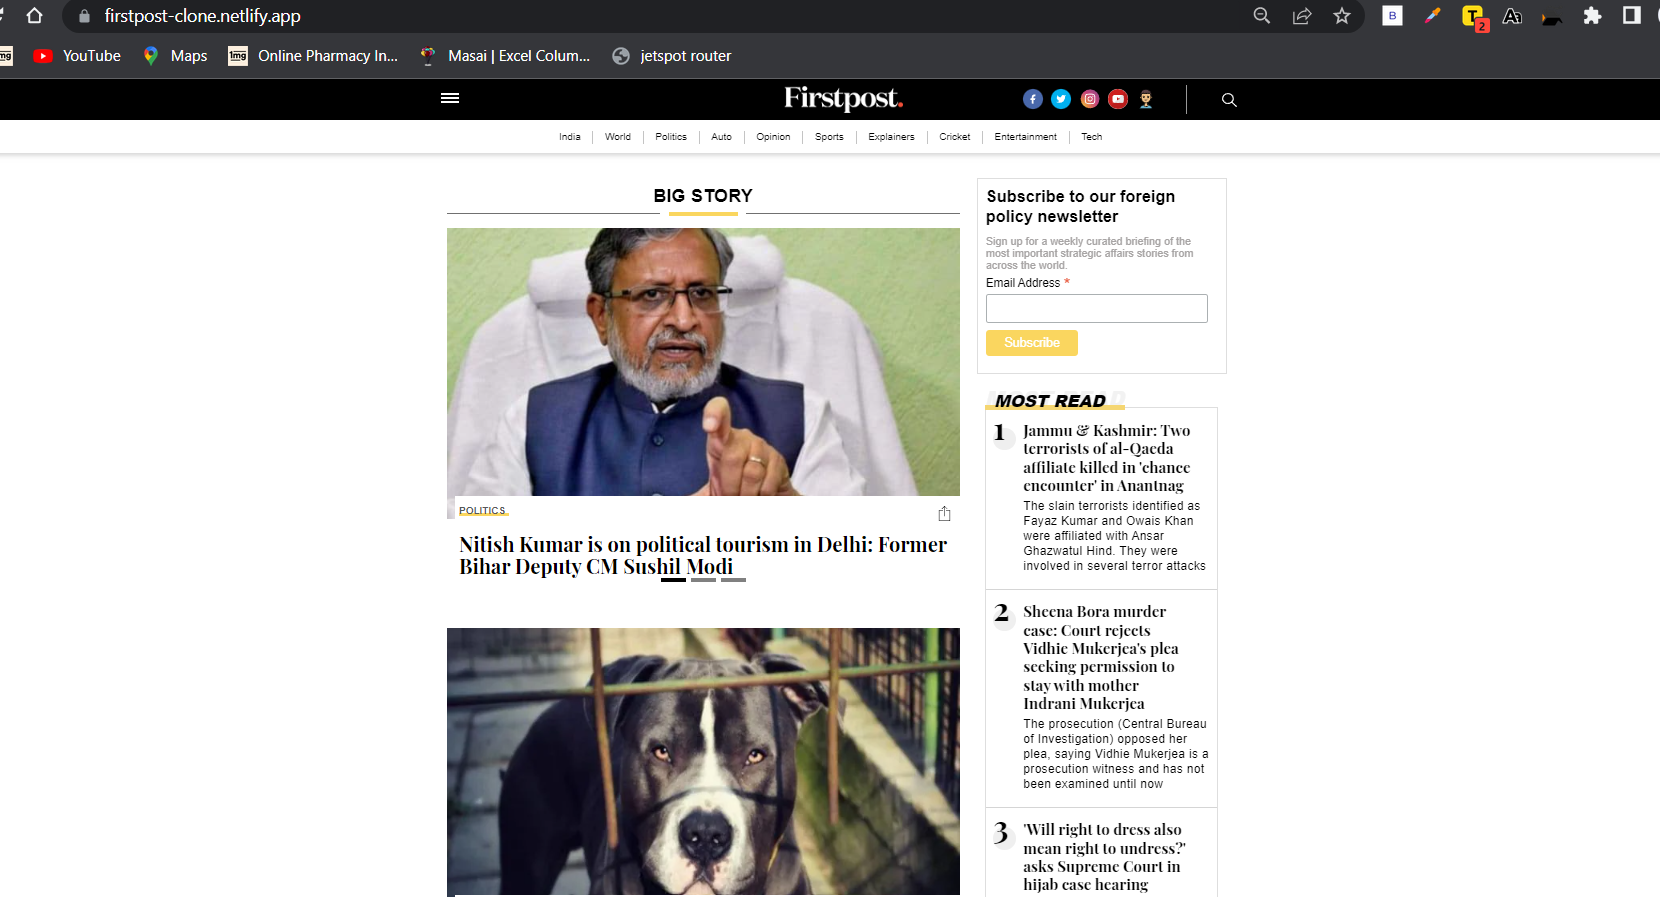 firstpost-clone.netlify.app
B
T
2
Aa
mg
YouTube
Maps
1mg
Online Pharmacy In...
Masai | Excel Colum...
jetspot router
Firstpost.
India
World
Politics
Auto
Opinion
Sports
Explainers
Cricket
Entertainment
Tech
BIG STORY
POLITICS
Nitish Kumar is on political tourism in Delhi: Former
Bihar Deputy CM Sushil Modi
Subscribe to our foreign
policy newsletter
Sign up for a weekly curated briefing of the
most important strategic affairs stories from
across the world.
Email Address *
Subscribe
MOST READ
1
Jammu & Kashmir: Two
terrorists of al-Qaeda
affiliate killed in 'chance
encounter' in Anantnag
The slain terrorists identified as
Fayaz Kumar and Owais Khan
were affiliated with Ansar
Ghazwatul Hind. They were
involved in several terror attacks
2
Sheena Bora murder
case: Court rejects
Vidhie Mukerjea's plea
seeking permission to
stay with mother
Indrani Mukerjea
The prosecution (Central Bureau
of Investigation) opposed her
plea, saying Vidhie Mukerjea is a
prosecution witness and has not
been examined until now
3
'Will right to dress also
mean right to undress?'
asks Supreme Court in
hijab case hearing